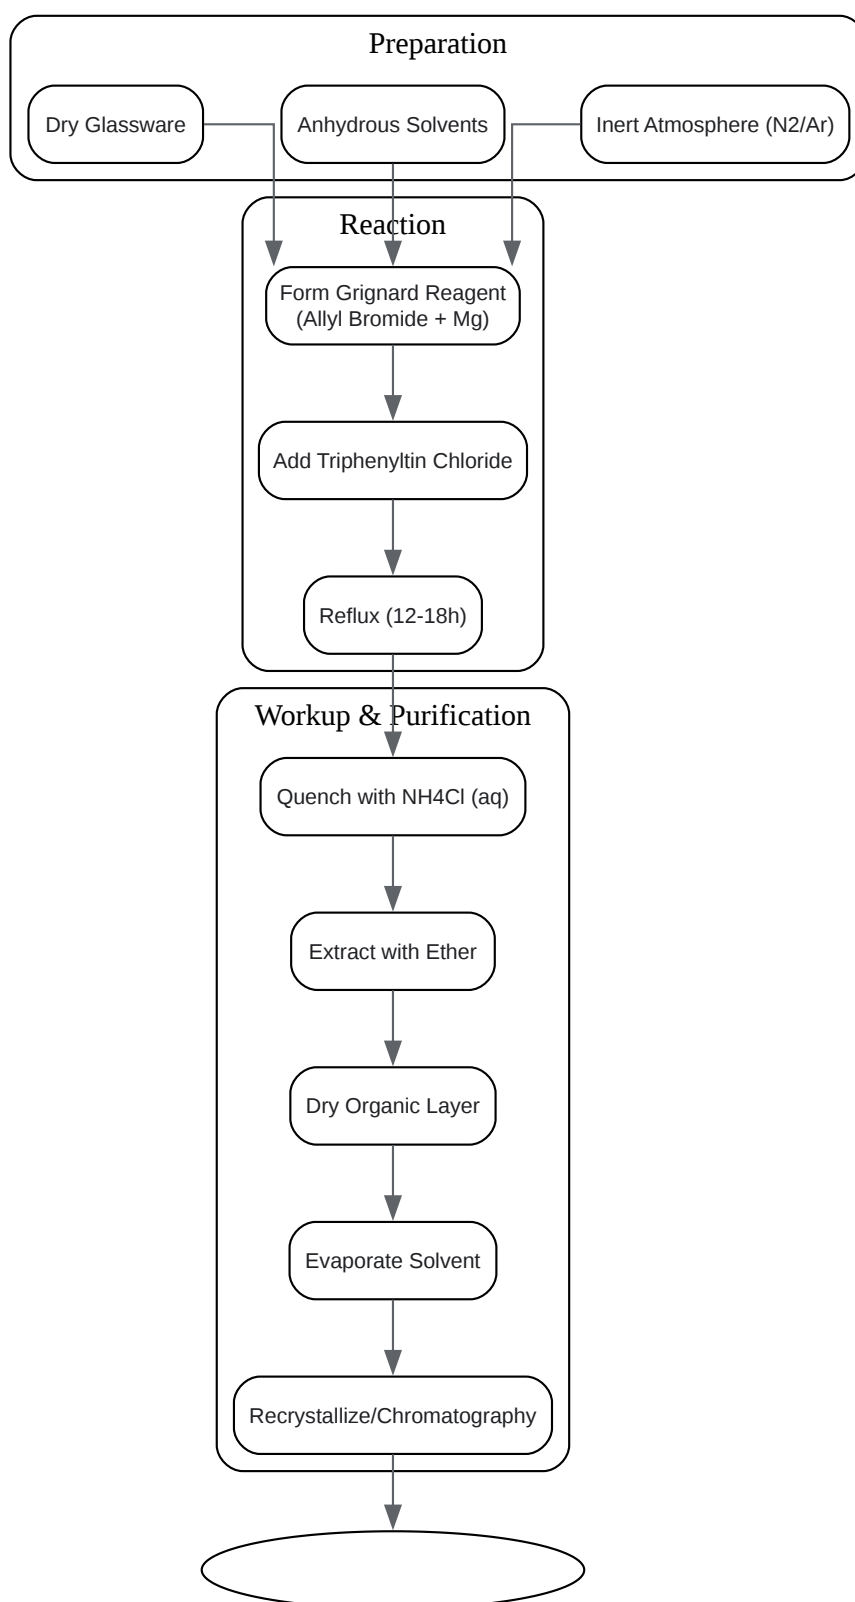 Preparation
Dry Glassware
Anhydrous Solvents
Inert Atmosphere (N2/Ar)
Reaction
Form Grignard Reagent
(Allyl Bromide + Mg)
Add Triphenyltin Chloride
Reflux (12-18h)
Workup & Purification
Quench with NH4Cl (aq)
Extract with Ether
Dry Organic Layer
Evaporate Solvent
Recrystallize/Chromatography